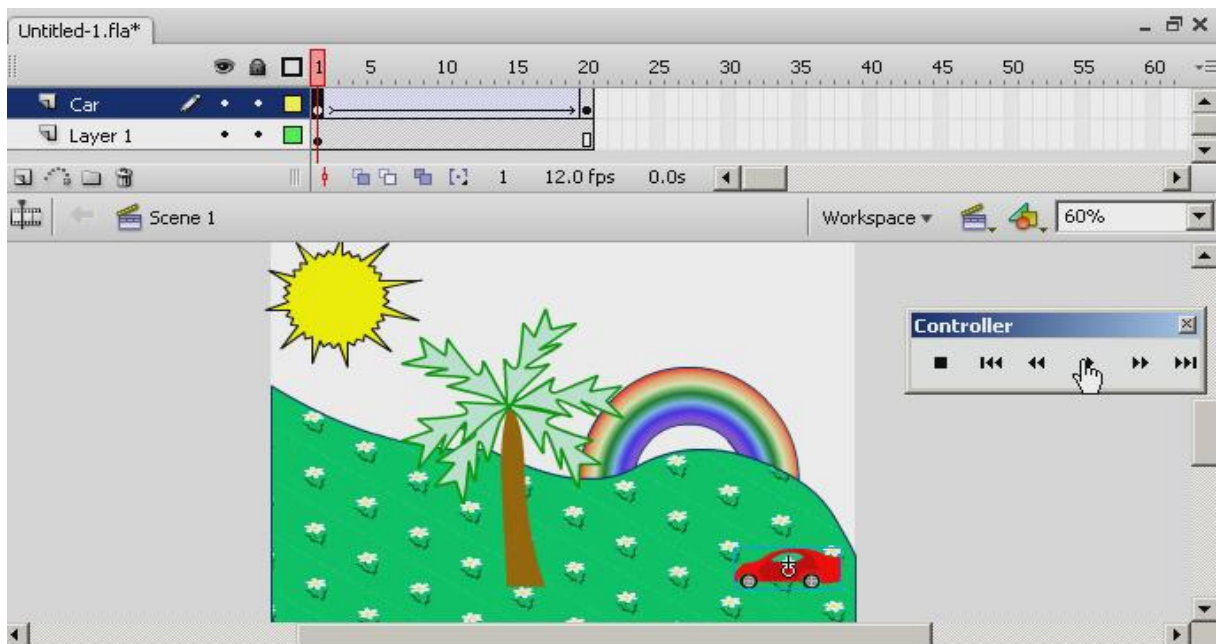 Untitled-1.fla*
1 5 10 15 20 25 30 35 40 45 50 55 60
Car
Layer 1
1 12.0 fps 0.0s
Scene 1 Workspace 60%
Controller